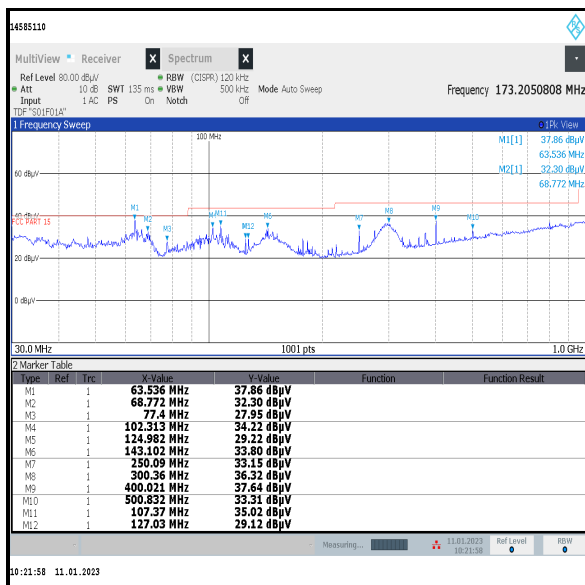 14585110
MultiView Receiver X Spectrum X
Ref Level 80.00 dBµV RBW (CISPR) 120 kHz
Att 10 dB SWT 135 ms VBW 500 kHz Mode Auto Sweep Frequency 173.2050808 MHz
Input 1 AC PS On Notch Off
TDF "S01F01A"
1 Frequency Sweep 1Pk View
100 MHz
M1[1] 37.86 dBµV
63.536 MHz
M2[1] 32.30 dBµV
68.772 MHz
60 dBµV
40 dBµV
FCC PART 15
M1
M2
M3
M11
M12
M6
M7
M8
M9
M10
20 dBµV
0 dBµV
30.0 MHz 1001 pts 1.0 GHz
2 Marker Table
Type Ref Trc X-Value Y-Value Function Function Result
M1 1 63.536 MHz 37.86 dBµV
M2 1 68.772 MHz 32.30 dBµV
M3 1 77.4 MHz 27.95 dBµV
M4 1 102.313 MHz 34.22 dBµV
M5 1 124.982 MHz 29.22 dBµV
M6 1 143.102 MHz 33.80 dBµV
M7 1 250.09 MHz 33.15 dBµV
M8 1 300.36 MHz 36.32 dBµV
M9 1 400.021 MHz 37.64 dBµV
M10 1 500.832 MHz 33.31 dBµV
M11 1 107.37 MHz 35.02 dBµV
M12 1 127.03 MHz 29.12 dBµV
Measuring... 11.01.2023 Ref Level RBW
10:21:58
10:21:58 11.01.2023